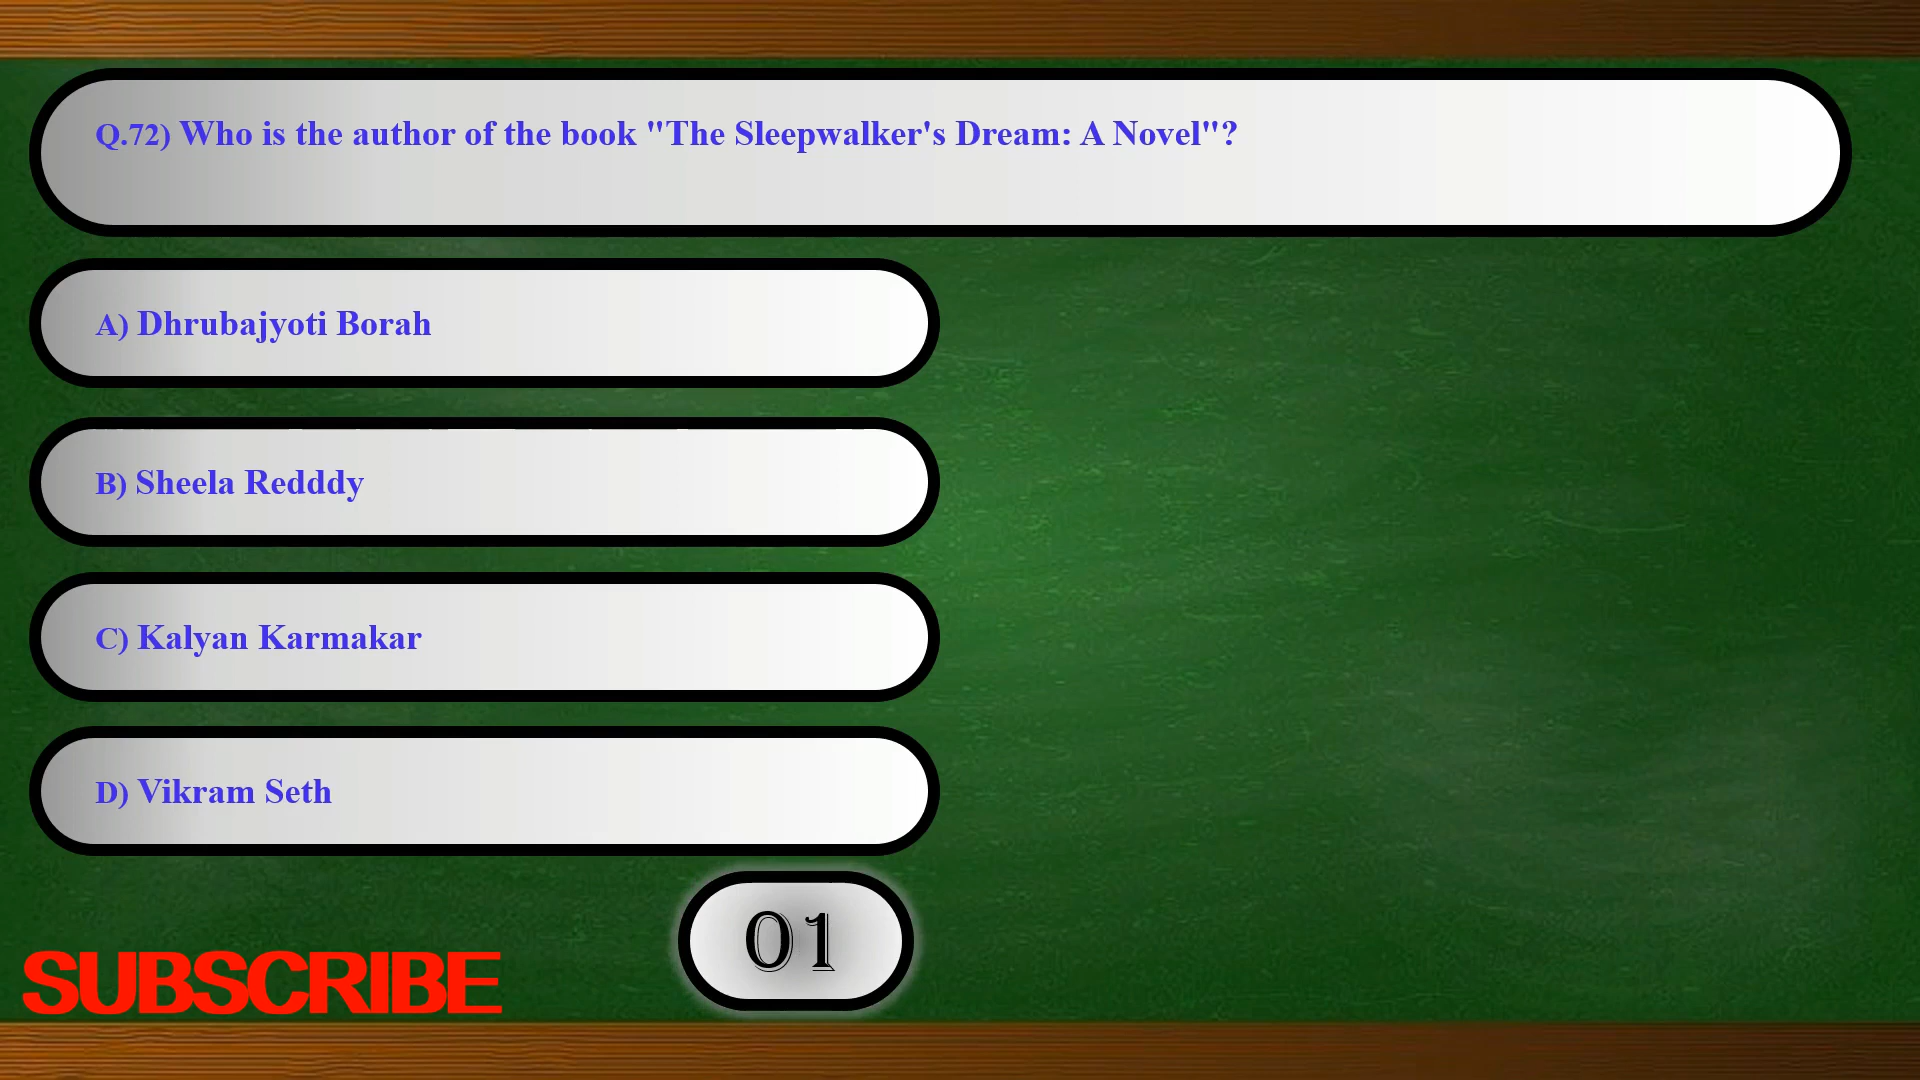 Q.72) Who is the author of the book "The Sleepwalker's Dream: A Novel"?
A) Dhrubajyoti Borah
B) Sheela Redddy
C) Kalyan Karmakar
D) Vikram Seth
01
SUBSCRIBE